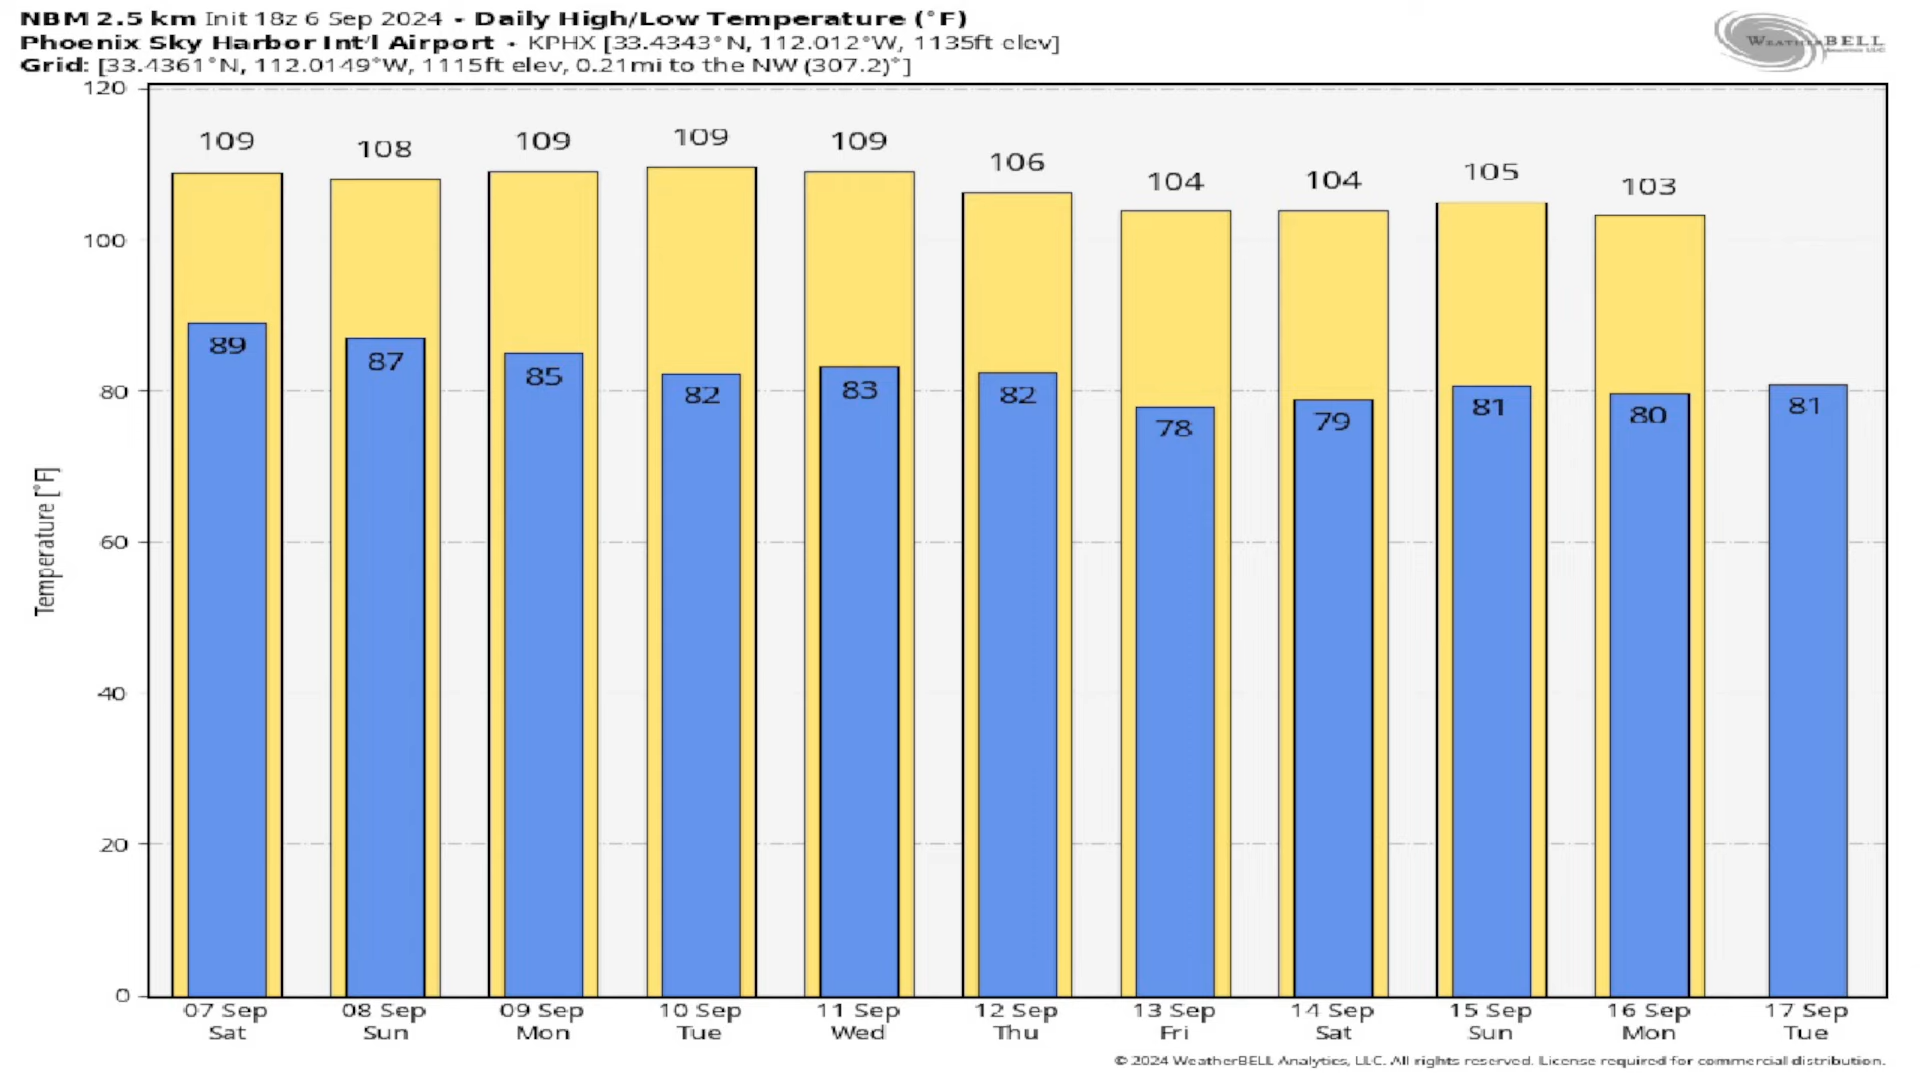 NBM 2.5 km Init 18z 6 Sep 2024 • Daily High/Low Temperature (°F)
Phoenix Sky Harbor Int'l Airport • KPHX [33.4343°N, 112.012°W, 1135ft elev]
Grid: [33.4361°N, 112.0149°W, 1115ft elev, 0.21mi to the NW (307.2)°]
WEATHERBELL
Analytics LLC
120
100
80
60
40
20
0
Temperature [°F]
109 108 109 109 109 106 104 104 105 103
89 87 85 82 83 82 78 79 81 80 81
07 Sep 08 Sep 09 Sep 10 Sep 11 Sep 12 Sep 13 Sep 14 Sep 15 Sep 16 Sep 17 Sep
Sat Sun Mon Tue Wed Thu Fri Sat Sun Mon Tue
© 2024 WeatherBELL Analytics, LLC. All rights reserved. License required for commercial distribution.